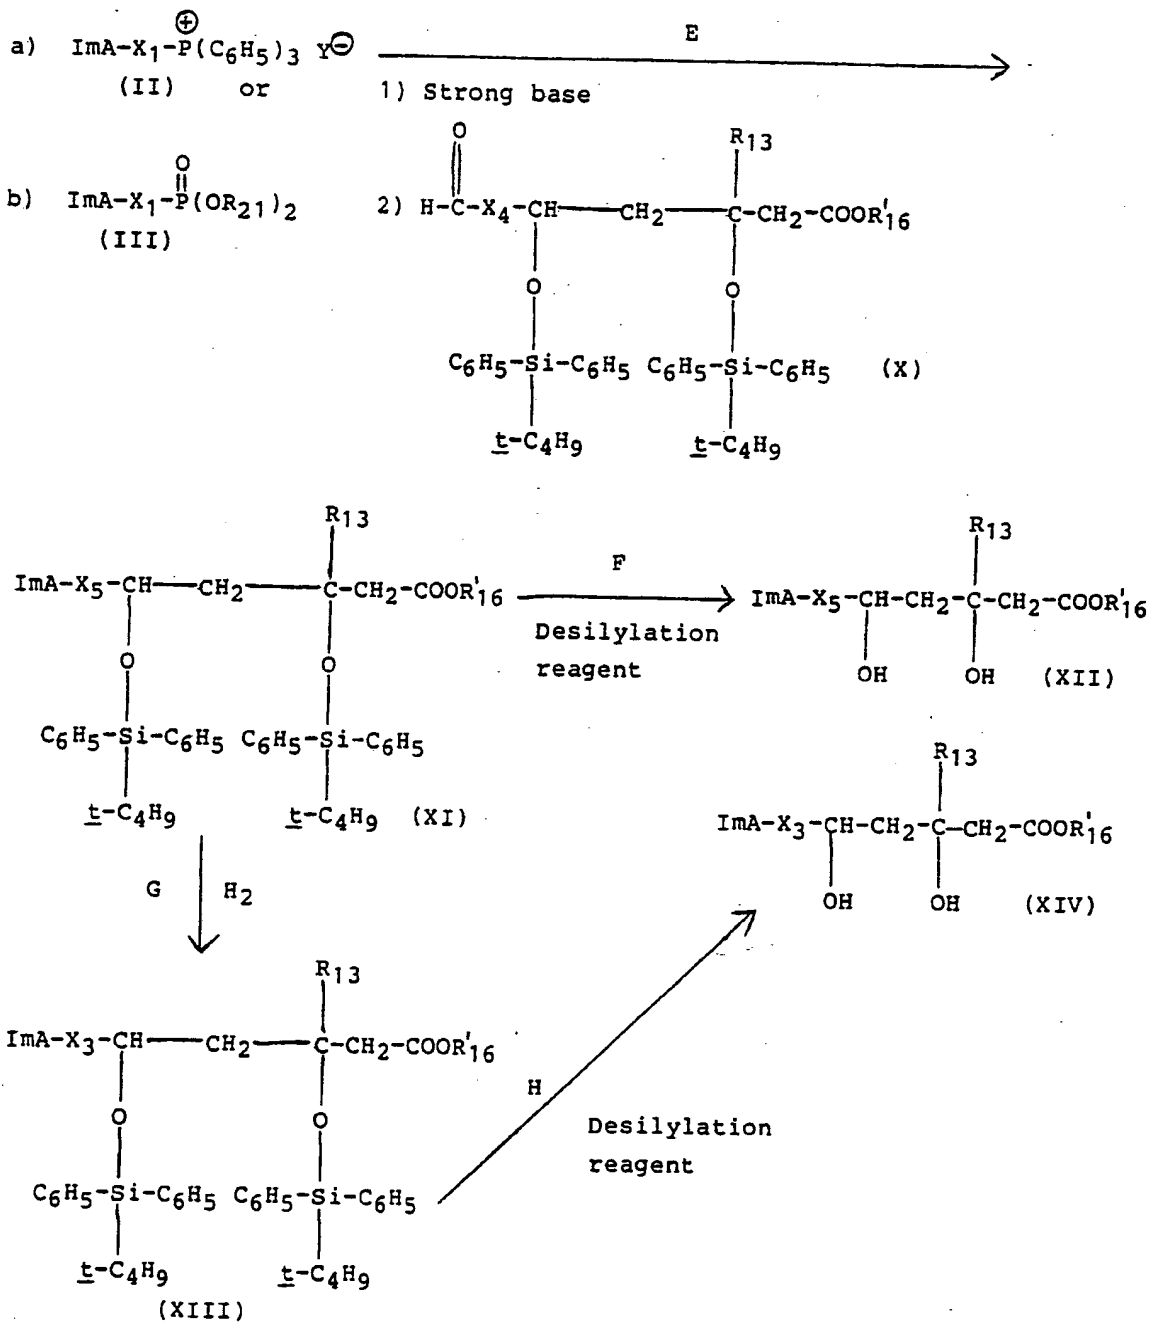 a) ImA-X1-P(C6H5)3 Y⊖ E
⊕
(II) or 1) Strong base
O
O R13
b) ImA-X1-P(OR21)2 2) H-C-X4-CH-CH2-C-CH2-COOR'16
(III)
O O
C6H5-Si-C6H5 C6H5-Si-C6H5 (X)
t-C4H9 t-C4H9
R13 R13
ImA-X5-CH-CH2-C-CH2-COOR'16 F ImA-X5-CH-CH2-C-CH2-COOR'16
Desilylation
reagent
O O OH OH (XII)
C6H5-Si-C6H5 C6H5-Si-C6H5
R13
t-C4H9 t-C4H9 (XI) ImA-X3-CH-CH2-C-CH2-COOR'16
G H2 OH OH (XIV)
R13
ImA-X3-CH-CH2-C-CH2-COOR'16
H
O O Desilylation
reagent
C6H5-Si-C6H5 C6H5-Si-C6H5
t-C4H9 t-C4H9
(XIII)